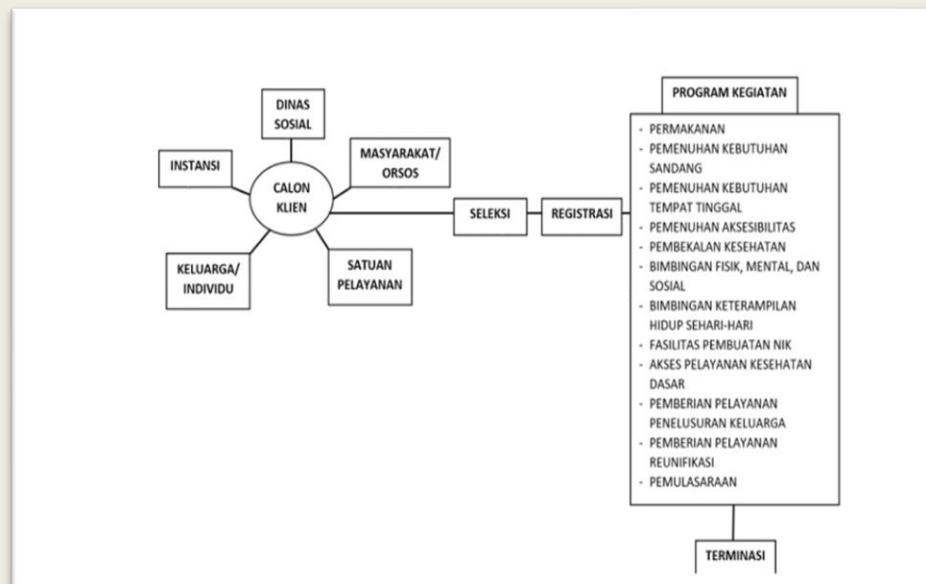 DINAS
SOSIAL
INSTANSI
MASYARAKAT/
ORSOS
CALON
KLIEN
KELUARGA/
INDIVIDU
SATUAN
PELAYANAN
SELEKSI
REGISTRASI
PROGRAM KEGIATAN
- PERMAKANAN
- PEMENUHAN KEBUTUHAN
SANDANG
- PEMENUHAN KEBUTUHAN
TEMPAT TINGGAL
- PEMENUHAN AKSESIBILITAS
- PEMBEKALAN KESEHATAN
- BIMBINGAN FISIK, MENTAL, DAN
SOSIAL
- BIMBINGAN KETERAMPILAN
HIDUP SEHARI-HARI
- FASILITAS PEMBUATAN NIK
- AKSES PELAYANAN KESEHATAN
DASAR
- PEMBERIAN PELAYANAN
PENELUSURAN KELUARGA
- PEMBERIAN PELAYANAN
REUNIFIKASI
- PEMULASARAAN
TERMINASI